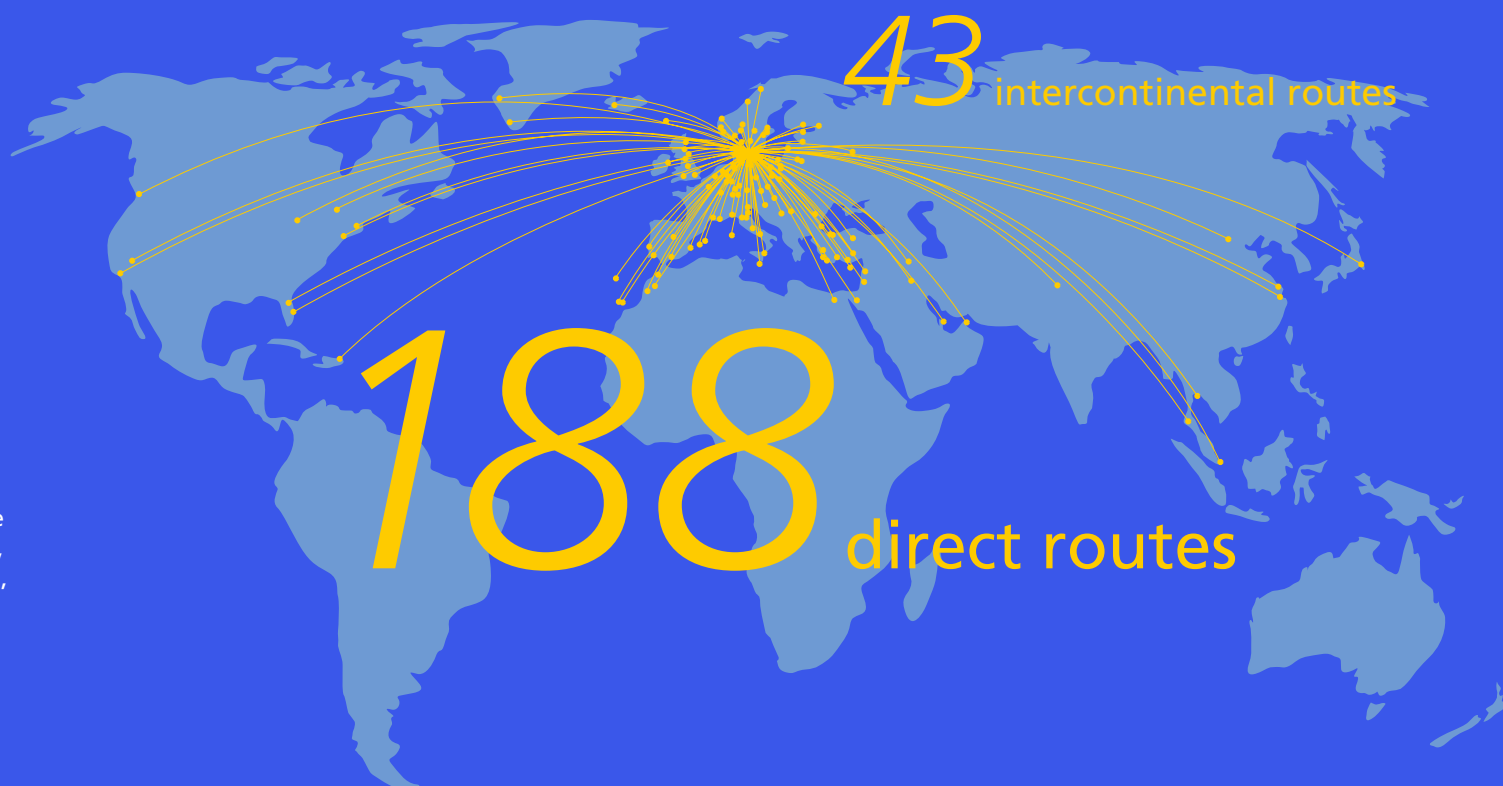 43 intercontinental routes
188 direct routes